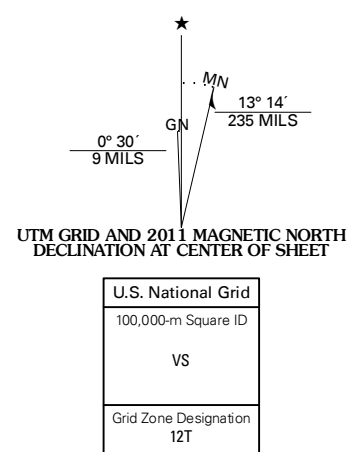 ★
MN
13° 14´
235 MILS
GN
0° 30´
9 MILS
UTM GRID AND 2011 MAGNETIC NORTH
DECLINATION AT CENTER OF SHEET
U.S. National Grid
100,000-m Square ID
VS
Grid Zone Designation
12T